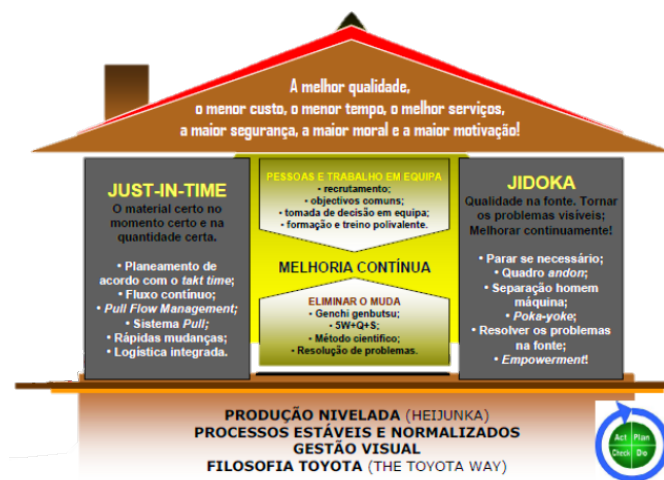 A melhor qualidade,
o menor custo, o menor tempo, o melhor serviços,
a maior segurança, a maior moral e a maior motivação!
JUST-IN-TIME
O material certo no
momento certo e na
quantidade certa.
• Planeamento de
acordo com o takt time;
• Fluxo contínuo;
• Pull Flow Management;
• Sistema Pull;
• Rápidas mudanças;
• Logística integrada.
PESSOAS E TRABALHO EM EQUIPA
• recrutamento;
• objectivos comuns;
• tomada de decisão em equipa;
• formação e treino polivalente.
MELHORIA CONTÍNUA
ELIMINAR O MUDA
• Genchi genbutsu;
• 5W+Q+S;
• Método cientifico;
• Resolução de problemas.
JIDOKA
Qualidade na fonte. Tornar
os problemas visíveis;
Melhorar continuamente!
• Parar se necessário;
• Quadro andon;
• Separação homem
máquina;
• Poka-yoke;
• Resolver os problemas
na fonte;
• Empowerment!
PRODUÇÃO NIVELADA (HEIJUNKA)
PROCESSOS ESTÁVEIS E NORMALIZADOS
GESTÃO VISUAL
FILOSOFIA TOYOTA (THE TOYOTA WAY)
Act Plan
Check Do